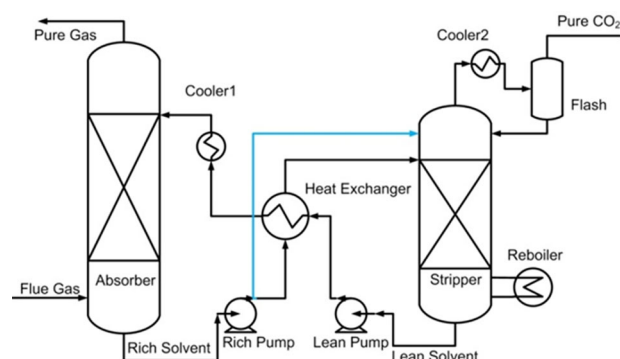 Pure Gas
Cooler1
Cooler2
Pure CO₂
Flash
Heat Exchanger
Absorber
Stripper
Reboiler
Flue Gas
Rich Solvent
Rich Pump
Lean Pump
Lean Solvent